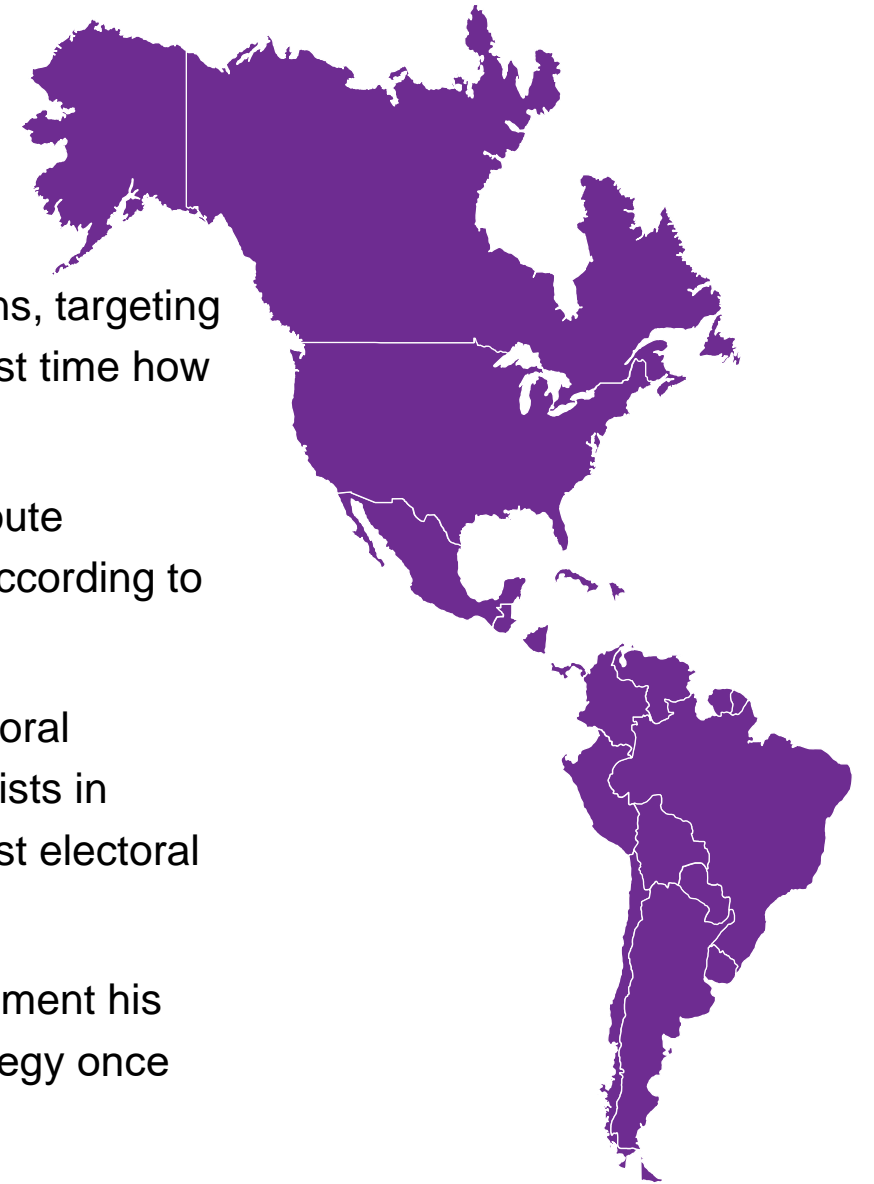 ns, targeting
st time how
oute
ccording to
oral
ists in
st electoral
ment his
egy once